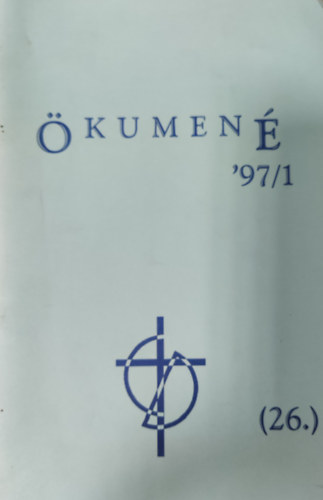 ÖKUMENÉ
'97/1
(26.)